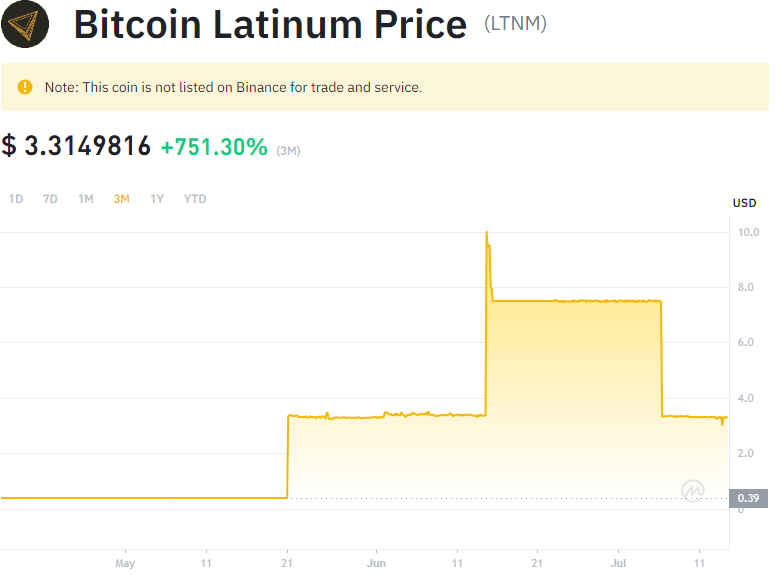 Bitcoin Latinum Price (LTNM)
Note: This coin is not listed on Binance for trade and service.
$ 3.3149816 +751.30% (3M)
1D 7D 1M 3M 1Y YTD
USD
10.0
8.0
6.0
4.0
2.0
0.39
0
May 11 21 Jun 11 21 Jul 11